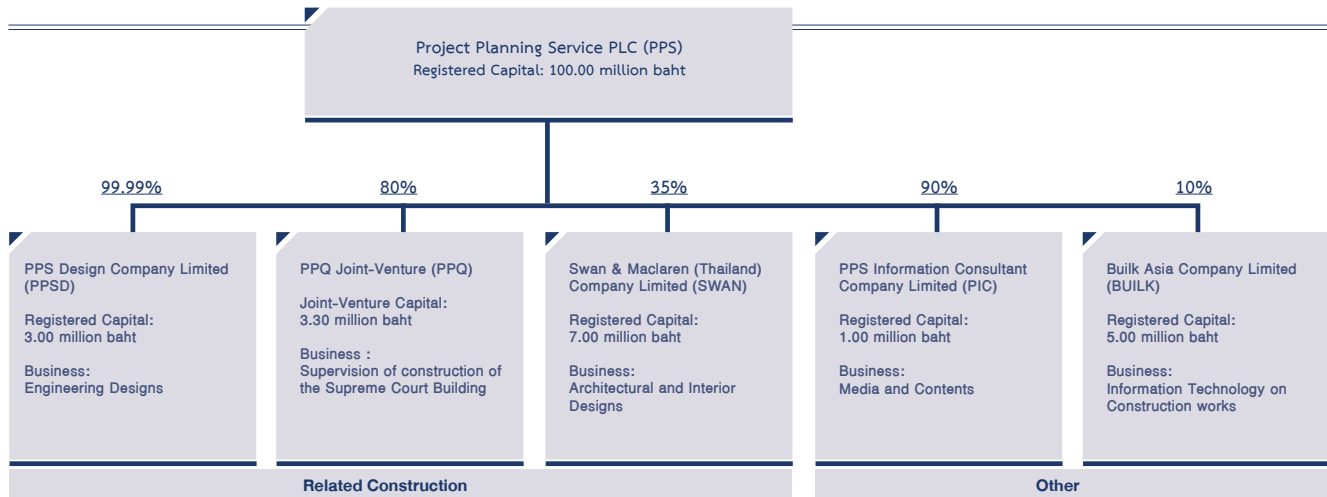 Project Planning Service PLC (PPS)
Registered Capital: 100.00 million baht
99.99%
80%
35%
90%
10%
PPS Design Company Limited
(PPSD)
Registered Capital:
3.00 million baht
Business:
Engineering Designs
PPQ Joint-Venture (PPQ)
Joint-Venture Capital:
3.30 million baht
Business :
Supervision of construction of
the Supreme Court Building
Swan & Maclaren (Thailand)
Company Limited (SWAN)
Registered Capital:
7.00 million baht
Business:
Architectural and Interior
Designs
PPS Information Consultant
Company Limited (PIC)
Registered Capital:
1.00 million baht
Business:
Media and Contents
Builk Asia Company Limited
(BUILK)
Registered Capital:
5.00 million baht
Business:
Information Technology on
Construction works
Related Construction
Other